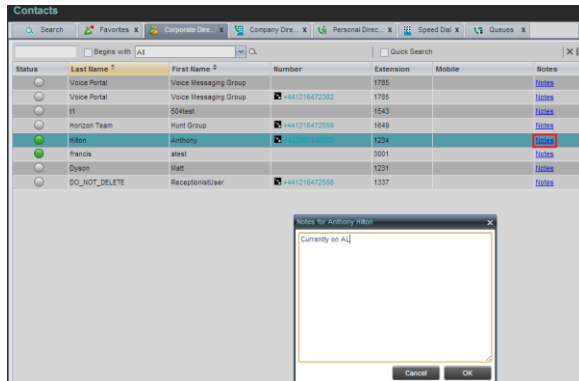 Contacts
Search Favorites X Corporate Dire... X Company Dire... X Personal Direc... X Speed Dial X Queues X
Begins with All Quick Search
Status Last Name First Name Number Extension Mobile Notes
Voice Portal Voice Messaging Group 1785 Notes
Voice Portal Voice Messaging Group +441216472302 1785 Notes
t1 504test 1543 Notes
Horizon Team Hunt Group +441216472559 1649 Notes
Hilton Anthony 1234 Notes
francis atest 3001 Notes
Dyson Matt 1231 Notes
DO_NOT_DELETE ReceptionistUser +441216472558 1337 Notes
Notes for Anthony Hilton
Currently on AL
Cancel OK